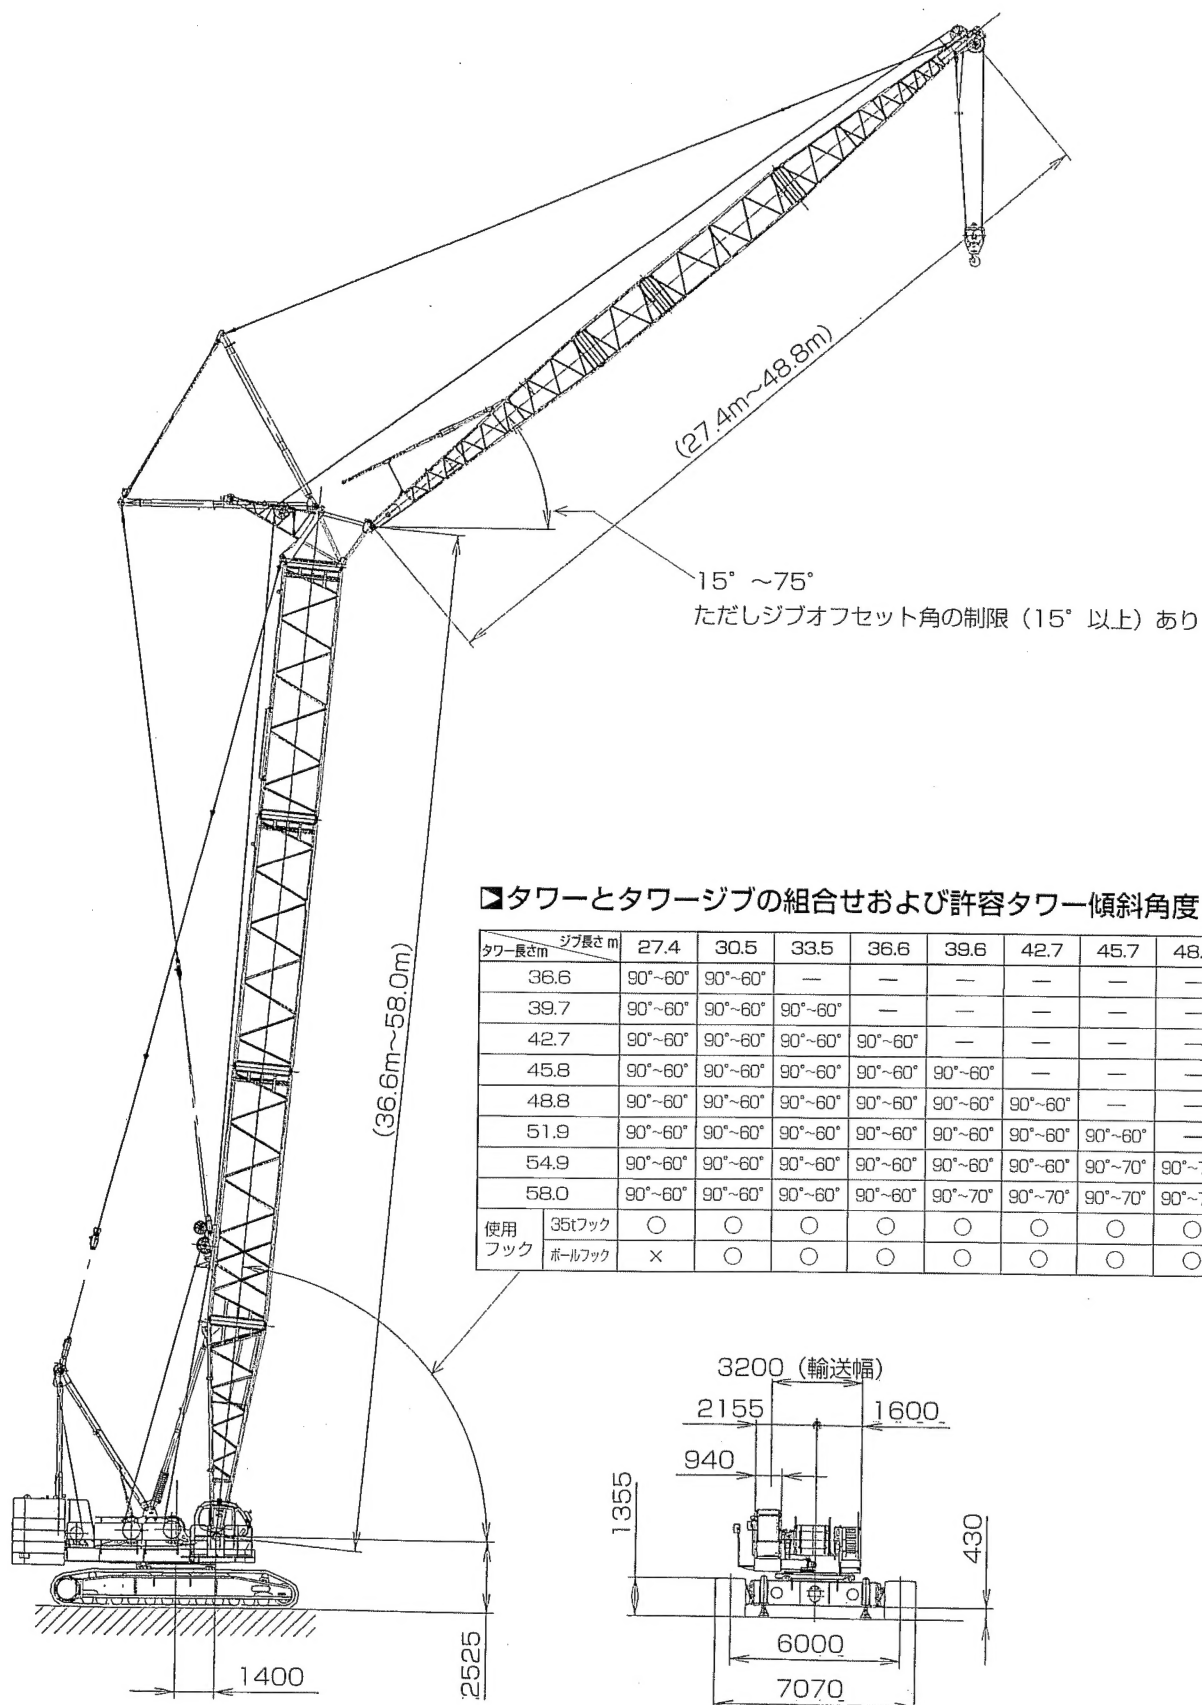 (27.4m~48.8m)
15°~75°
ただしジブオフセット角の制限(15°以上)あり
(36.6m~58.0m)
タワーとタワージブの組合せおよび許容タワー傾斜角度
タワー長さm ジブ長さm 27.4 30.5 33.5 36.6 39.6 42.7 45.7
36.6 90°~60° 90°~60° — — — — — —
39.7 90°~60° 90°~60° 90°~60° — — — — —
42.7 90°~60° 90°~60° 90°~60° 90°~60° — — — —
45.8 90°~60° 90°~60° 90°~60° 90°~60° 90°~60° — — —
48.8 90°~60° 90°~60° 90°~60° 90°~60° 90°~60° 90°~60° — —
51.9 90°~60° 90°~60° 90°~60° 90°~60° 90°~60° 90°~60° 90°~60° —
54.9 90°~60° 90°~60° 90°~60° 90°~60° 90°~60° 90°~60° 90°~70°
58.0 90°~60° 90°~60° 90°~60° 90°~60° 90°~70° 90°~70° 90°~70°
使用フック 35tフック ○ ○ ○ ○ ○ ○ ○ ○
ボールフック × ○ ○ ○ ○ ○ ○ ○
3200(輸送幅)
2155 1600
940
1355
430
6000
7070
1400
2525